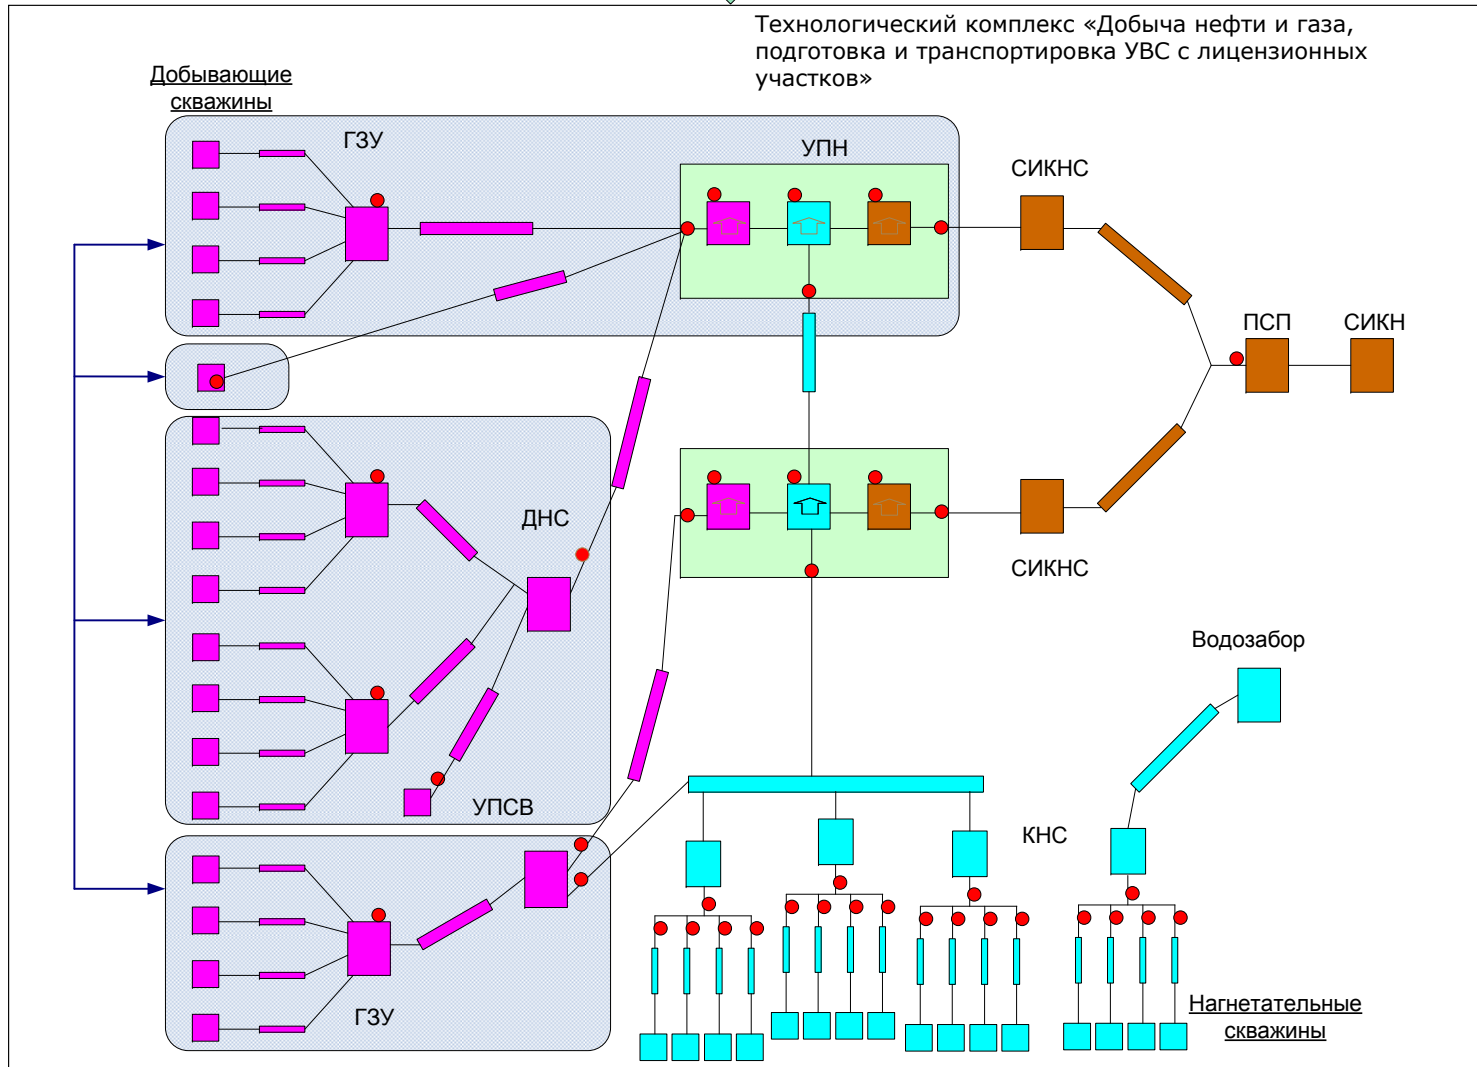 Технологический комплекс «Добыча нефти и газа,
подготовка и транспортировка УВС с лицензионных
участков»
Добывающие
скважины
ГЗУ
УПН
СИКНС
ПСП
СИКН
ДНС
СИКНС
Водозабор
УПСВ
КНС
ГЗУ
Нагнетательные
скважины